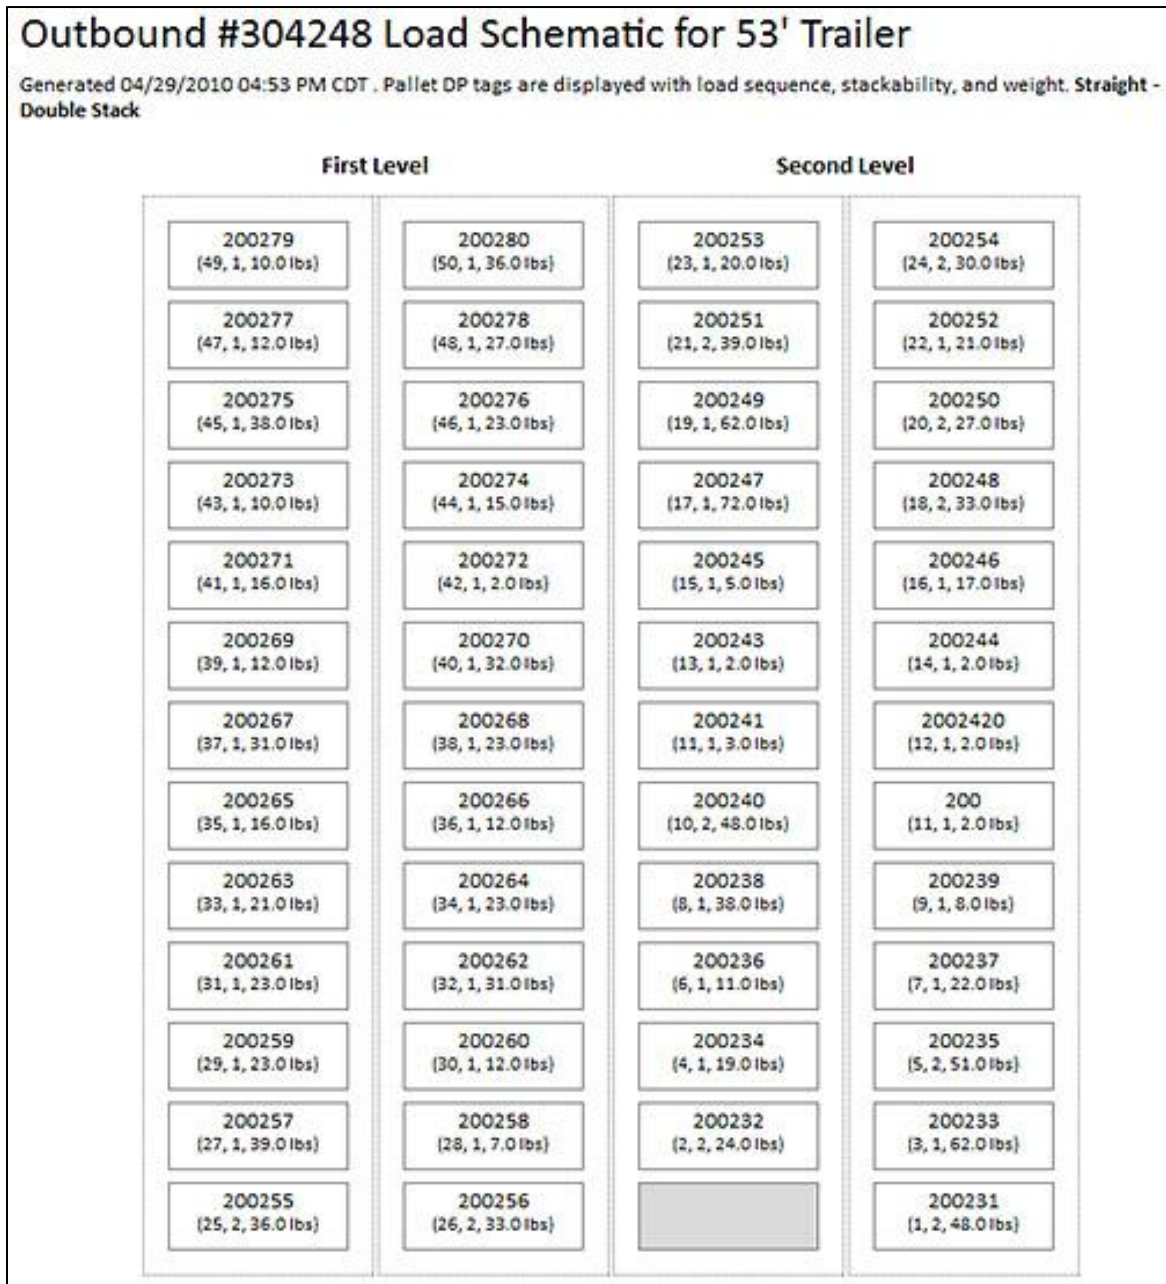 Outbound #304248 Load Schematic for 53' Trailer
Generated 04/29/2010 04:53 PM CDT . Pallet DP tags are displayed with load sequence, stackability, and weight. Straight -
Double Stack
First Level
Second Level
200279 200280 200253 200254
(49, 1, 10.0 lbs) (50, 1, 36.0 lbs) (23, 1, 20.0 lbs) (24, 2, 30.0 lbs)
200277 200278 200251 200252
(47, 1, 12.0 lbs) (48, 1, 27.0 lbs) (21, 2, 39.0 lbs) (22, 1, 21.0 lbs)
200275 200276 200249 200250
(45, 1, 38.0 lbs) (46, 1, 23.0 lbs) (19, 1, 62.0 lbs) (20, 2, 27.0 lbs)
200273 200274 200247 200248
(43, 1, 10.0 lbs) (44, 1, 15.0 lbs) (17, 1, 72.0 lbs) (18, 2, 33.0 lbs)
200271 200272 200245 200246
(41, 1, 16.0 lbs) (42, 1, 2.0 lbs) (15, 1, 5.0 lbs) (16, 1, 17.0 lbs)
200269 200270 200243 200244
(39, 1, 12.0 lbs) (40, 1, 32.0 lbs) (13, 1, 2.0 lbs) (14, 1, 2.0 lbs)
200267 200268 200241 2002420
(37, 1, 31.0 lbs) (38, 1, 23.0 lbs) (11, 1, 3.0 lbs) (12, 1, 2.0 lbs)
200265 200266 200240 200
(35, 1, 16.0 lbs) (36, 1, 12.0 lbs) (10, 2, 48.0 lbs) (11, 1, 2.0 lbs)
200263 200264 200238 200239
(33, 1, 21.0 lbs) (34, 1, 23.0 lbs) (8, 1, 38.0 lbs) (9, 1, 8.0 lbs)
200261 200262 200236 200237
(31, 1, 23.0 lbs) (32, 1, 31.0 lbs) (6, 1, 11.0 lbs) (7, 1, 22.0 lbs)
200259 200260 200234 200235
(29, 1, 23.0 lbs) (30, 1, 12.0 lbs) (4, 1, 19.0 lbs) (5, 2, 51.0 lbs)
200257 200258 200232 200233
(27, 1, 39.0 lbs) (28, 1, 7.0 lbs) (2, 2, 24.0 lbs) (3, 1, 62.0 lbs)
200255 200256 200231
(25, 2, 36.0 lbs) (26, 2, 33.0 lbs) (1, 2, 48.0 lbs)